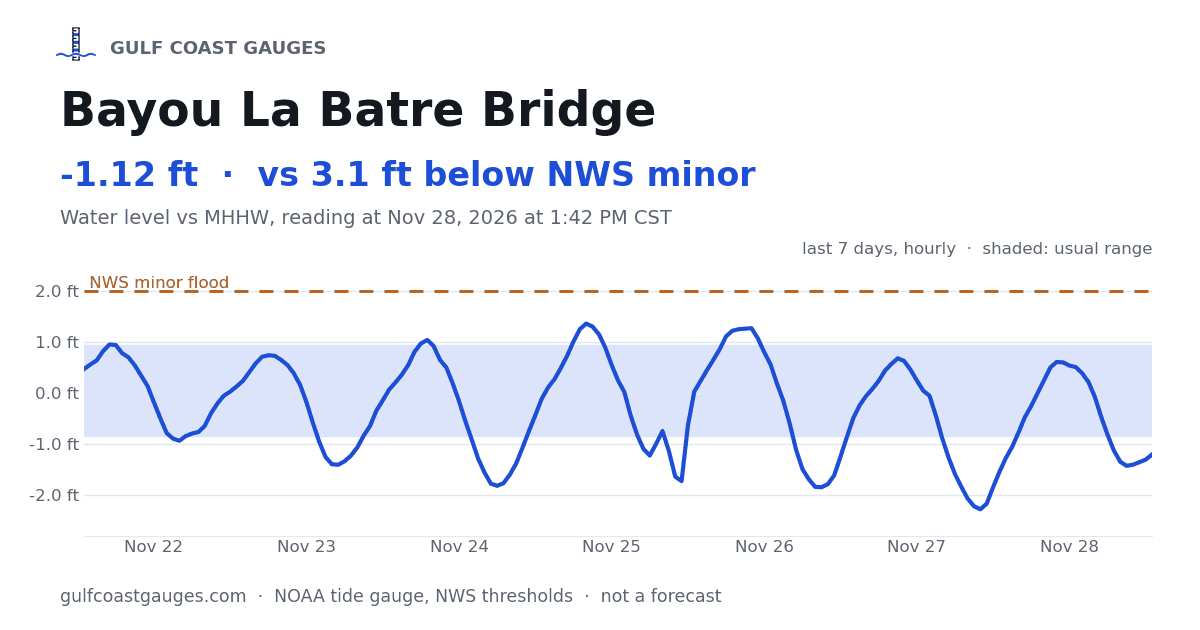 GULF COAST GAUGES
Bayou La Batre Bridge
-1.12 ft · vs 3.1 ft below NWS minor
Water level vs MHHW, reading at Nov 28, 2026 at 1:42 PM CST
last 7 days, hourly · shaded: usual range
NWS minor flood
2.0 ft
1.0 ft
0.0 ft
-1.0 ft
-2.0 ft
Nov 22 Nov 23 Nov 24 Nov 25 Nov 26 Nov 27 Nov 28
gulfcoastgauges.com · NOAA tide gauge, NWS thresholds · not a forecast